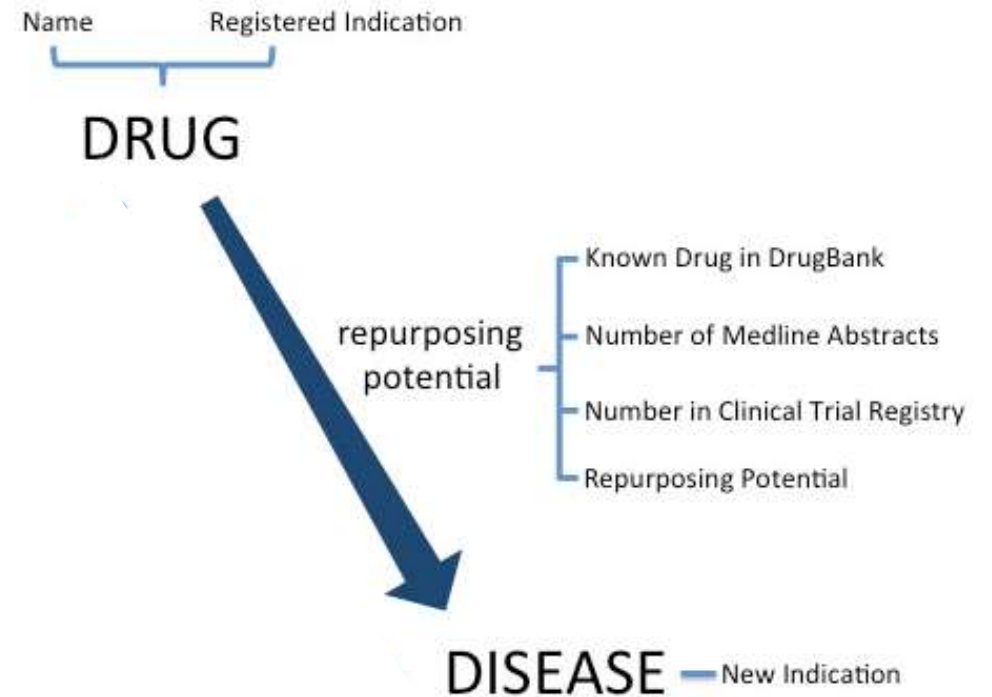 Name
Registered Indication
DRUG
repurposing
potential
Known Drug in DrugBank
Number of Medline Abstracts
Number in Clinical Trial Registry
Repurposing Potential
DISEASE
New Indication